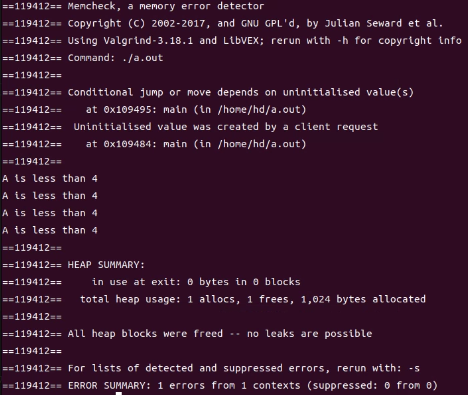 ==119412== Memcheck, a memory error detector
==119412== Copyright (C) 2002-2017, and GNU GPL'd, by Julian Seward et al.
==119412== Using Valgrind-3.18.1 and LibVEX; rerun with -h for copyright info
==119412== Command: ./a.out
==119412==
==119412== Conditional jump or move depends on uninitialised value(s)
==119412==    at 0x109495: main (in /home/hd/a.out)
==119412==  Uninitialised value was created by a client request
==119412==    at 0x109484: main (in /home/hd/a.out)
==119412==
A is less than 4
A is less than 4
A is less than 4
A is less than 4
==119412==
==119412== HEAP SUMMARY:
==119412==     in use at exit: 0 bytes in 0 blocks
==119412==   total heap usage: 1 allocs, 1 frees, 1,024 bytes allocated
==119412==
==119412== All heap blocks were freed -- no leaks are possible
==119412==
==119412== For lists of detected and suppressed errors, rerun with: -s
==119412== ERROR SUMMARY: 1 errors from 1 contexts (suppressed: 0 from 0)